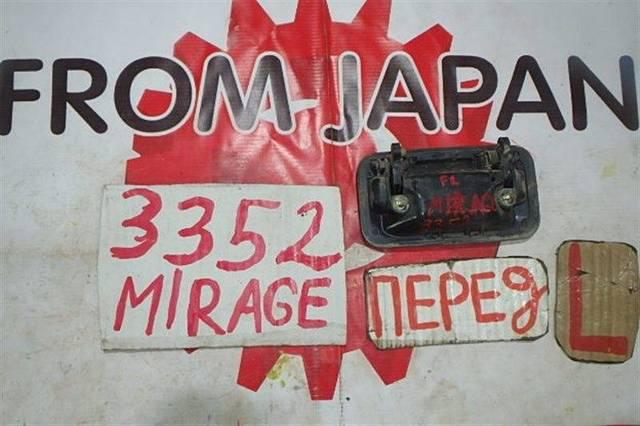 FROM JAPAN
FL
MIRAGE
3352
MIRAGE
ПЕРЕД
L